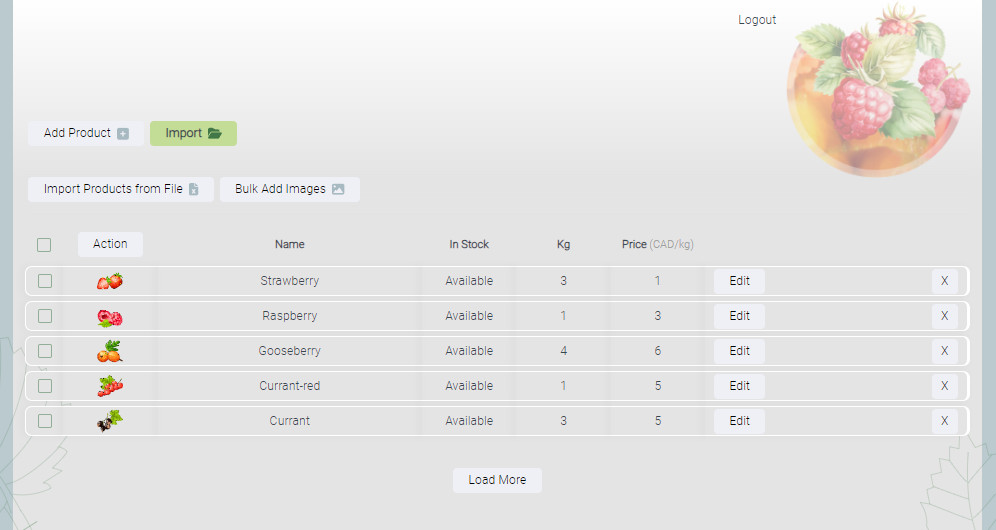 Logout
Add Product
Import
Import Products from File
Bulk Add Images
Action Name In Stock Kg Price (CAD/kg)
Strawberry Available 3 1 Edit X
Raspberry Available 1 3 Edit X
Gooseberry Available 4 6 Edit X
Currant-red Available 1 5 Edit X
Currant Available 3 5 Edit X
Load More